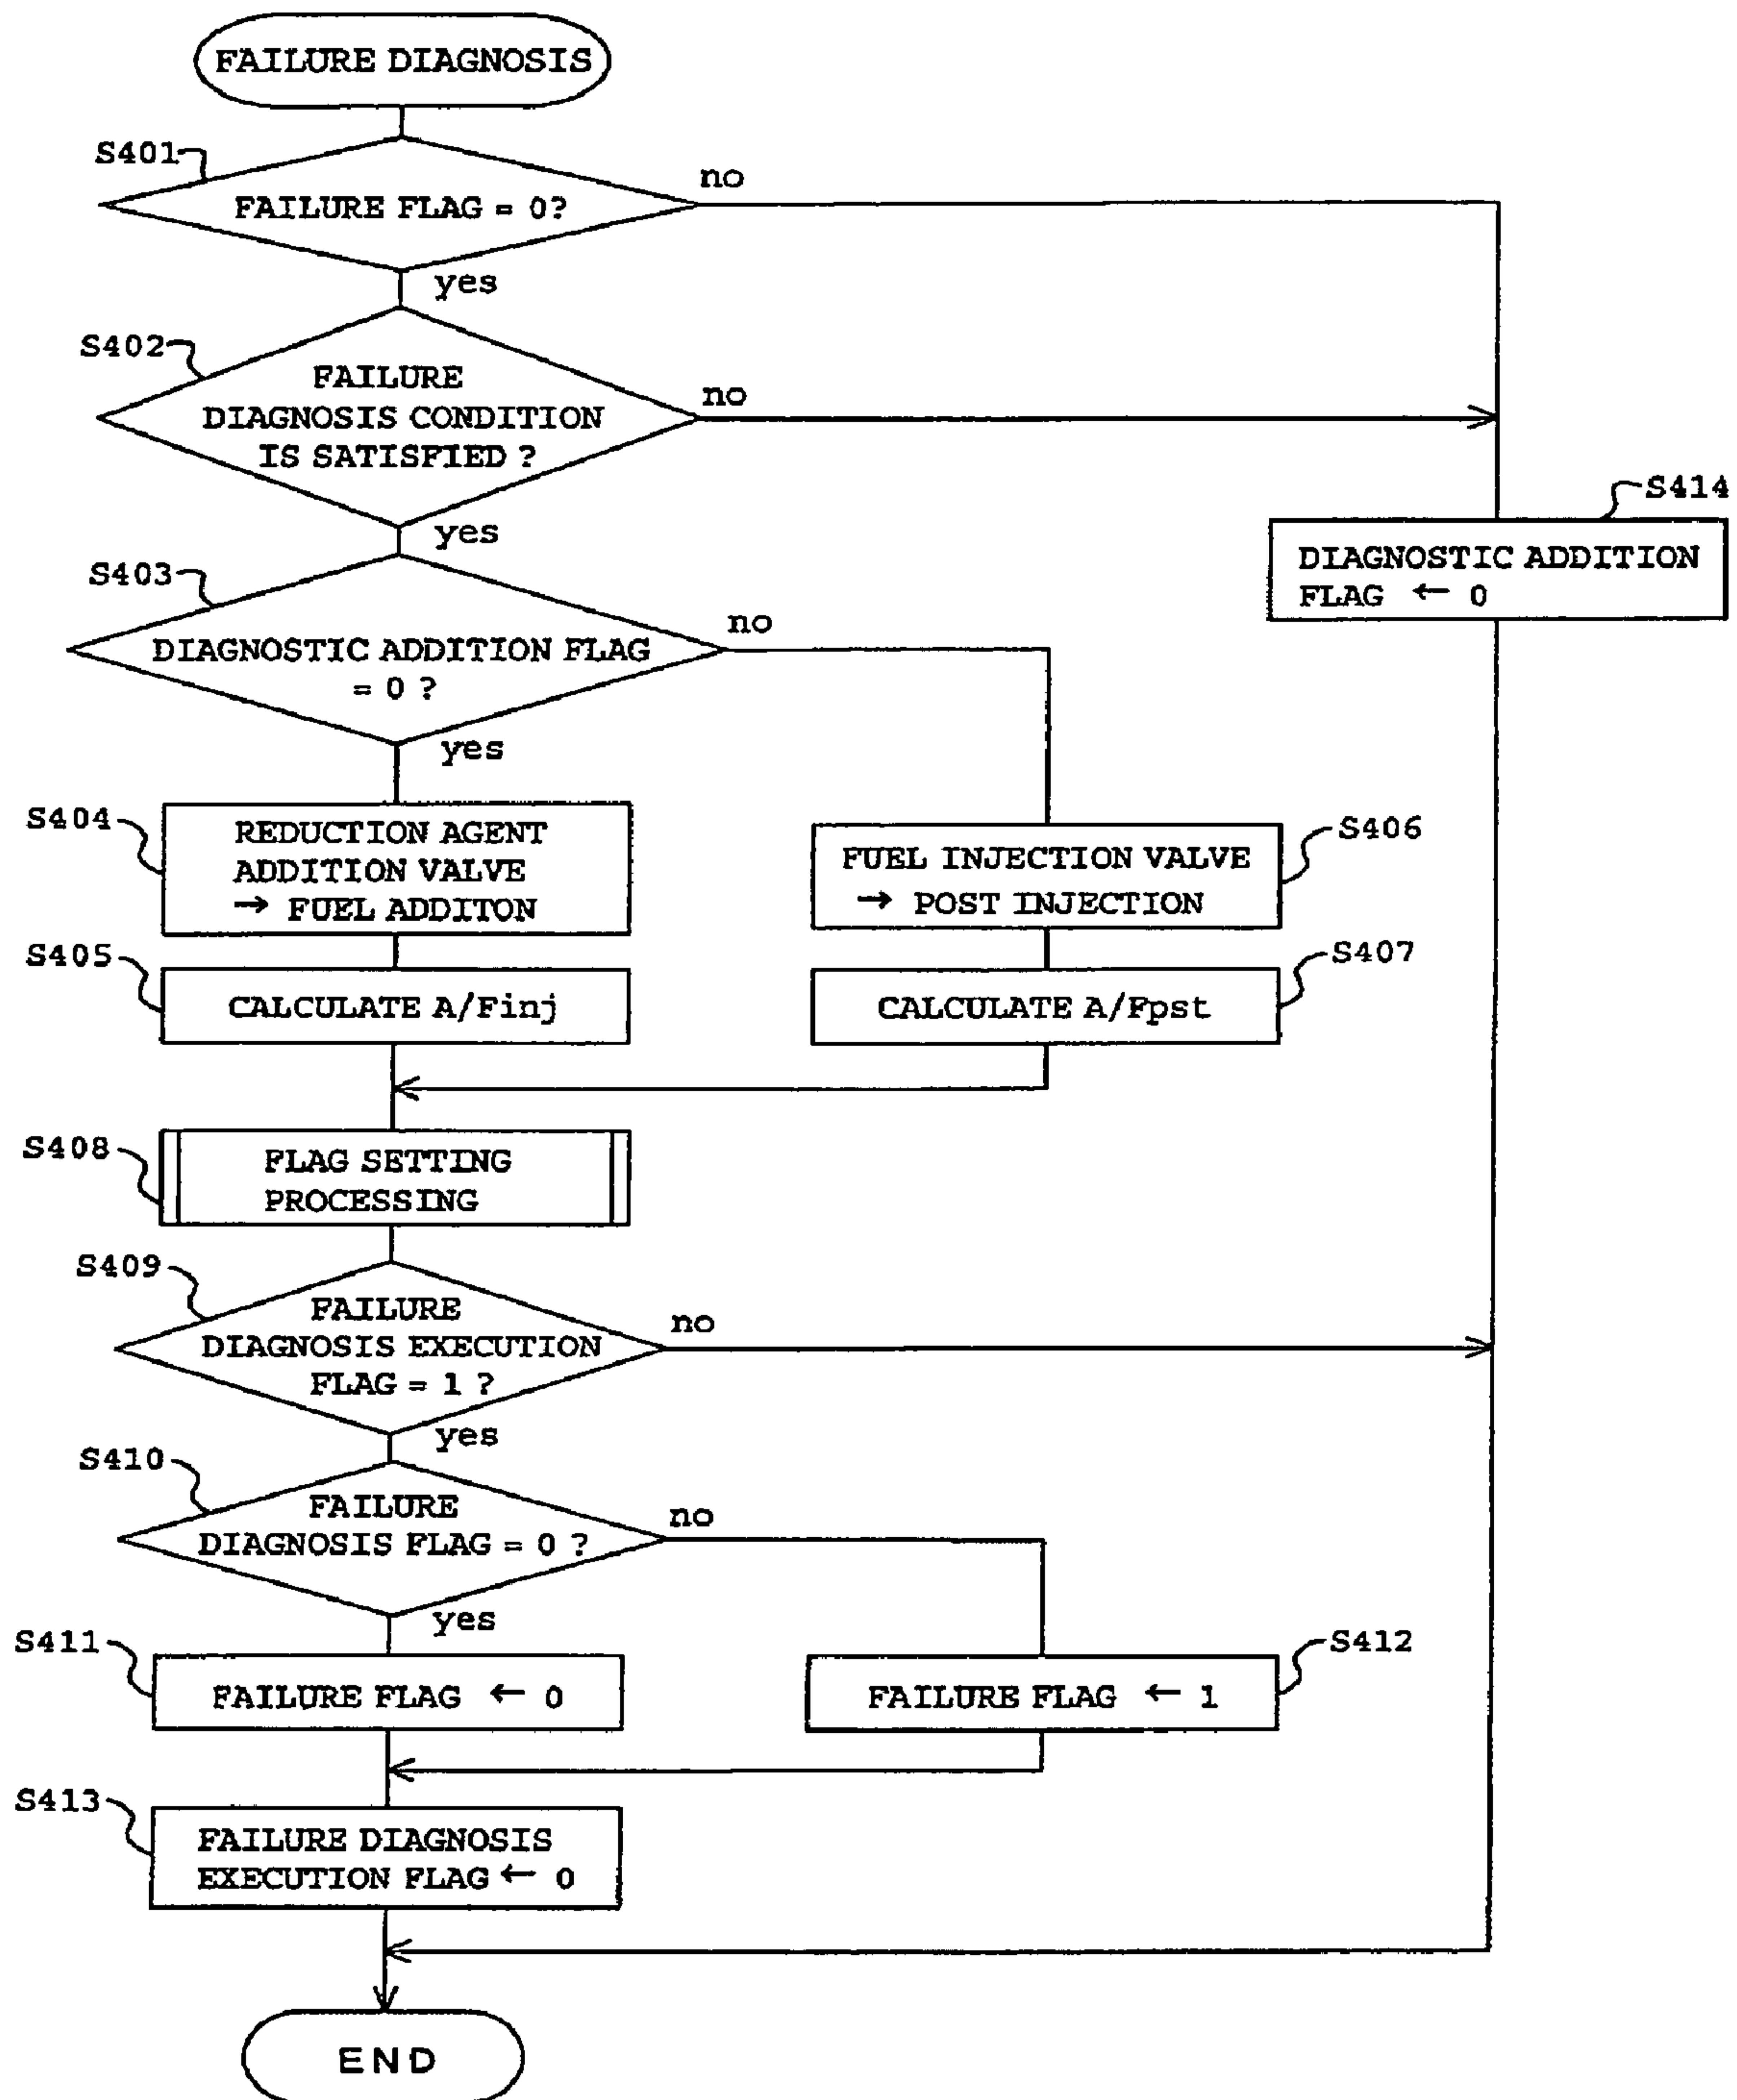 FAILURE DIAGNOSIS
S401
FAILURE FLAG = 0?
no
yes
S402
FAILURE
DIAGNOSIS CONDITION
IS SATISFIED ?
no
yes
S414
DIAGNOSTIC ADDITION
FLAG ← 0
S403
DIAGNOSTIC ADDITION FLAG
= 0 ?
no
yes
S404
REDUCTION AGENT
ADDITION VALVE
→ FUEL ADDITON
S406
FUEL INJECTION VALVE
→ POST INJECTION
S405
CALCULATE A/Finj
S407
CALCULATE A/Fpst
S408
FLAG SETTING
PROCESSING
S409
FAILURE
DIAGNOSIS EXECUTION
FLAG = 1 ?
no
yes
S410
FAILURE
DIAGNOSIS FLAG = 0 ?
no
yes
S411
FAILURE FLAG ← 0
S412
FAILURE FLAG ← 1
S413
FAILURE DIAGNOSIS
EXECUTION FLAG ← 0
END